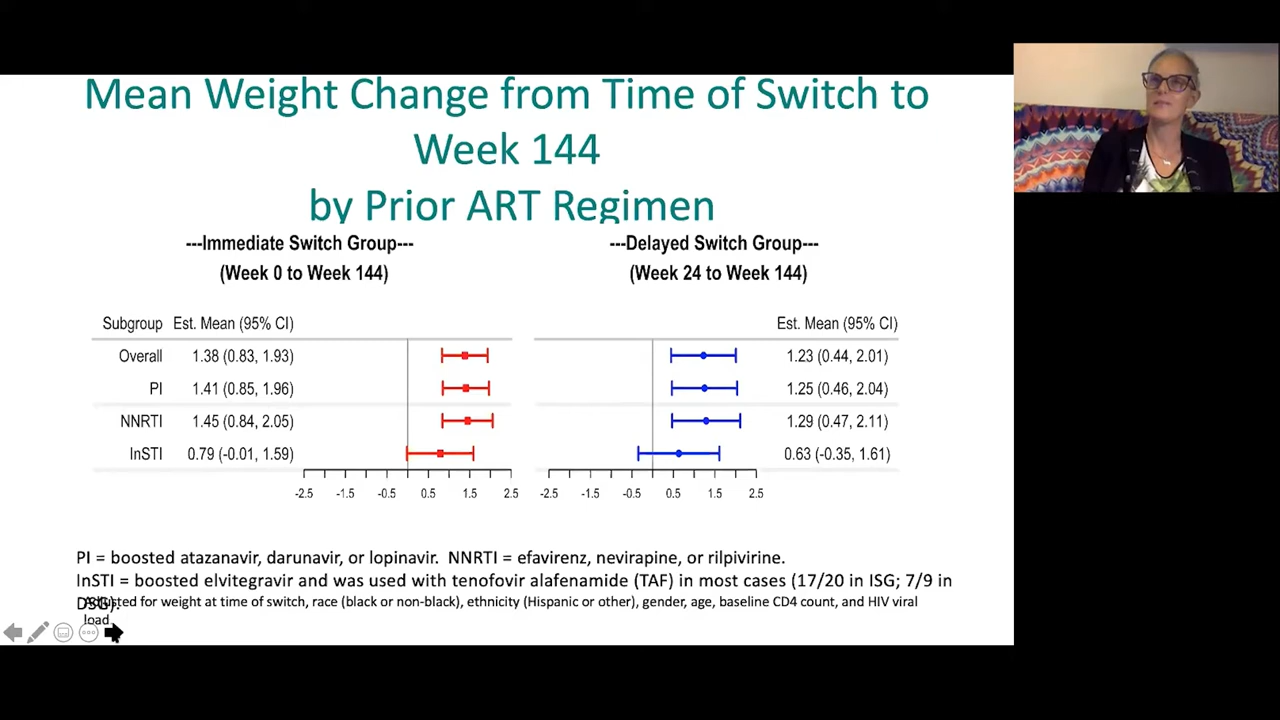 Mean Weight Change from Time of Switch to
Week 144
by Prior ART Regimen
---Immediate Switch Group---
(Week 0 to Week 144)
Subgroup Est. Mean (95% CI)
Overall 1.38 (0.83, 1.93)
PI 1.41 (0.85, 1.96)
NNRTI 1.45 (0.84, 2.05)
InSTI 0.79 (-0.01, 1.59)
-2.5 -1.5 -0.5 0.5 1.5 2.5
---Delayed Switch Group---
(Week 24 to Week 144)
Est. Mean (95% CI)
1.23 (0.44, 2.01)
1.25 (0.46, 2.04)
1.29 (0.47, 2.11)
0.63 (-0.35, 1.61)
-2.5 -1.5 -0.5 0.5 1.5 2.5
PI = boosted atazanavir, darunavir, or lopinavir. NNRTI = efavirenz, nevirapine, or rilpivirine.
InSTI = boosted elvitegravir and was used with tenofovir alafenamide (TAF) in most cases (17/20 in ISG; 7/9 in
DSG).
Adjusted for weight at time of switch, race (black or non-black), ethnicity (Hispanic or other), gender, age, baseline CD4 count, and HIV viral
load.